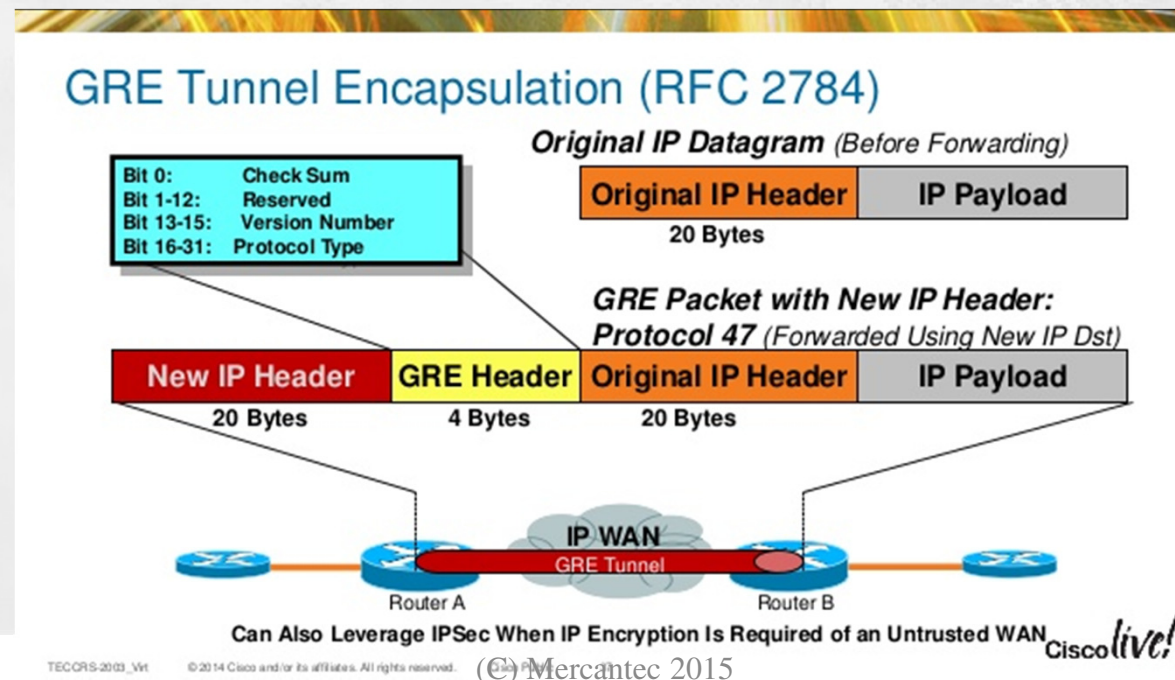 GRE Tunnel Encapsulation (RFC 2784)
Original IP Datagram (Before Forwarding)
Bit 0: Check Sum
Bit 1-12: Reserved
Bit 13-15: Version Number
Bit 16-31: Protocol Type
Original IP Header IP Payload
20 Bytes
GRE Packet with New IP Header:
Protocol 47 (Forwarded Using New IP Dst)
New IP Header GRE Header Original IP Header IP Payload
20 Bytes 4 Bytes 20 Bytes
IP WAN
GRE Tunnel
Router A Router B
Can Also Leverage IPSec When IP Encryption Is Required of an Untrusted WAN
Cisco live!
TECCRS-2003_Virt ©2014 Cisco and/or its affiliates. All rights reserved.
(C) Mercantec 2015